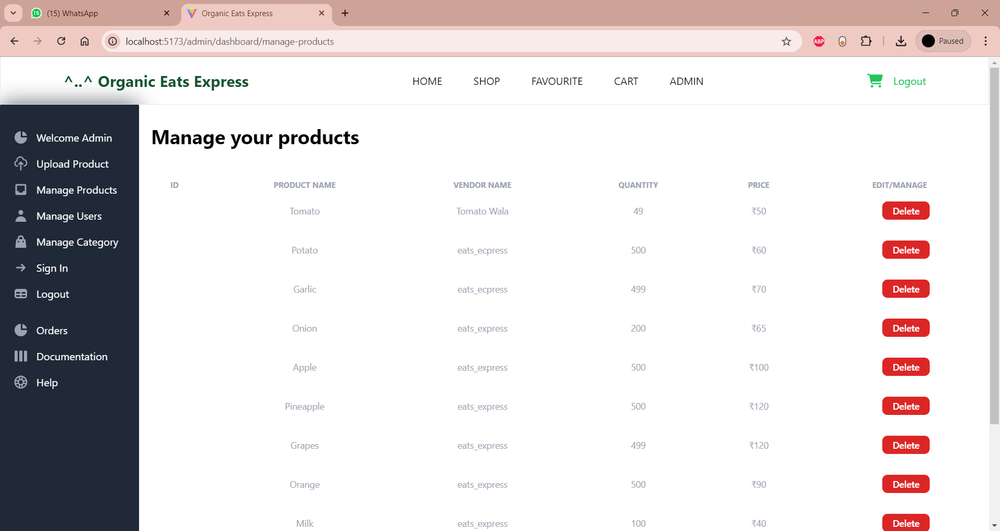 15 (15) WhatsApp Organic Eats Express
localhost:5173/admin/dashboard/manage-products ABP Paused
^..^ Organic Eats Express HOME SHOP FAVOURITE CART ADMIN Logout
Welcome Admin
Upload Product
Manage Products
Manage Users
Manage Category
Sign In
Logout
Orders
Documentation
Help
Manage your products
ID PRODUCT NAME VENDOR NAME QUANTITY PRICE EDIT/MANAGE
Tomato Tomato Wala 49 ₹50 Delete
Potato eats_ecpress 500 ₹60 Delete
Garlic eats_ecpress 499 ₹70 Delete
Onion eats_express 200 ₹65 Delete
Apple eats_express 500 ₹100 Delete
Pineapple eats_express 500 ₹120 Delete
Grapes eats_express 499 ₹120 Delete
Orange eats_express 500 ₹90 Delete
Milk eats_express 100 ₹40 Delete